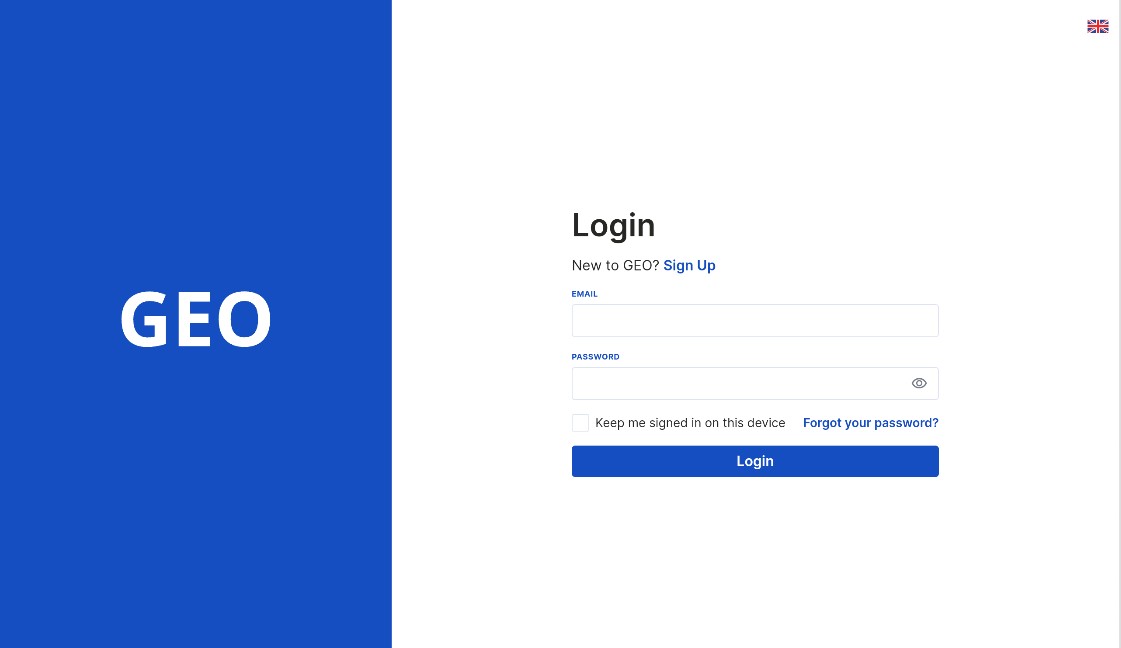 GEO
Login
New to GEO? Sign Up
EMAIL
PASSWORD
Keep me signed in on this device
Forgot your password?
Login